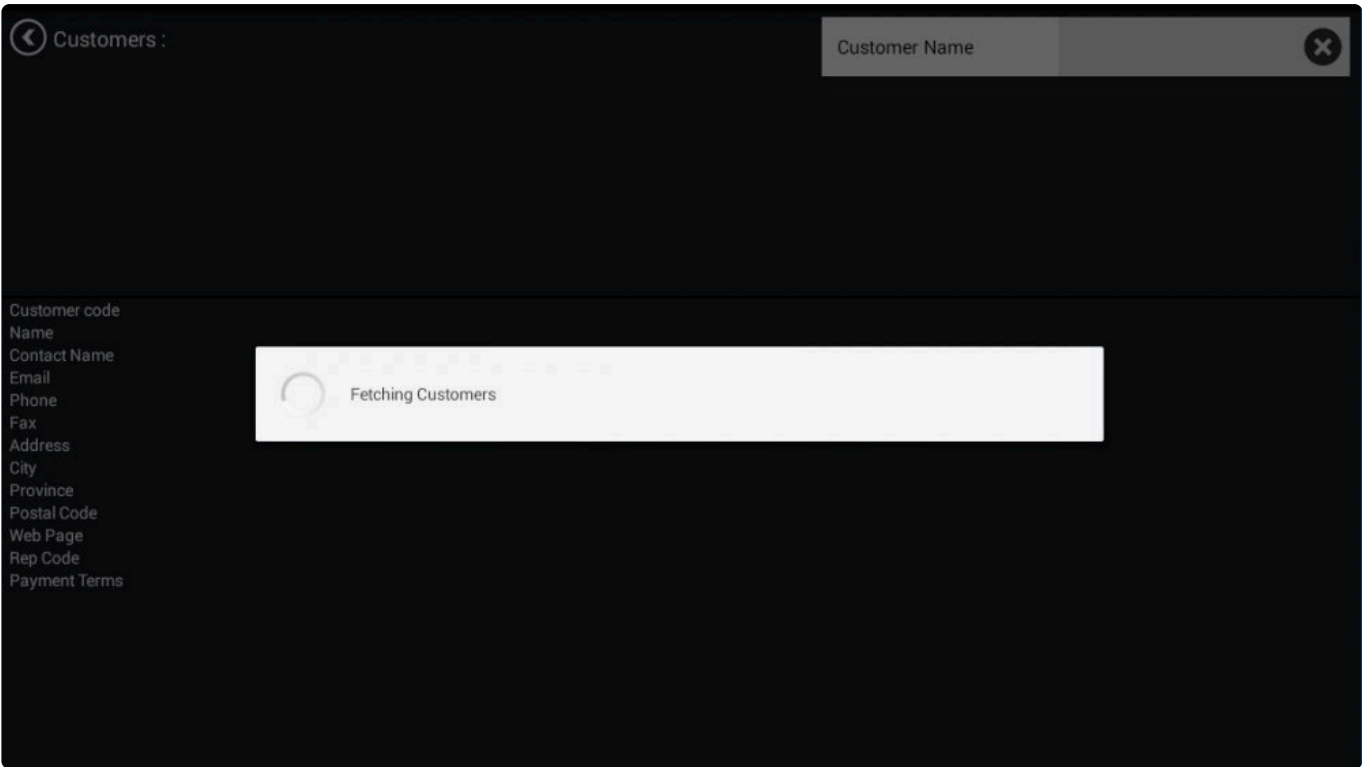 Customers :
Customer Name
Customer code
Name
Contact Name
Email
Phone
Fax
Address
City
Province
Postal Code
Web Page
Rep Code
Payment Terms
Fetching Customers